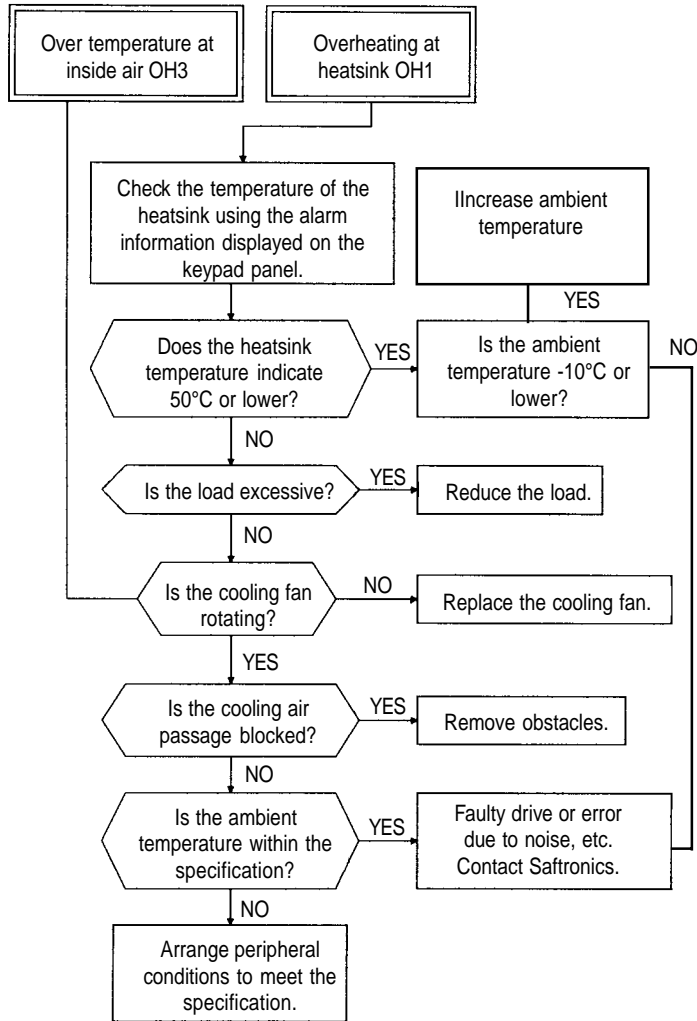 Over temperature at
inside air OH3
Overheating at
heatsink OH1
Check the temperature of the
heatsink using the alarm
information displayed on the
keypad panel.
IIncrease ambient
temperature
YES
Does the heatsink
temperature indicate
50°C or lower?
YES
Is the ambient
temperature -10°C or
lower?
NO
NO
Is the load excessive?
YES
Reduce the load.
NO
Is the cooling fan
rotating?
NO
Replace the cooling fan.
YES
Is the cooling air
passage blocked?
YES
Remove obstacles.
NO
Is the ambient
temperature within the
specification?
YES
Faulty drive or error
due to noise, etc.
Contact Saftronics.
NO
Arrange peripheral
conditions to meet the
specification.